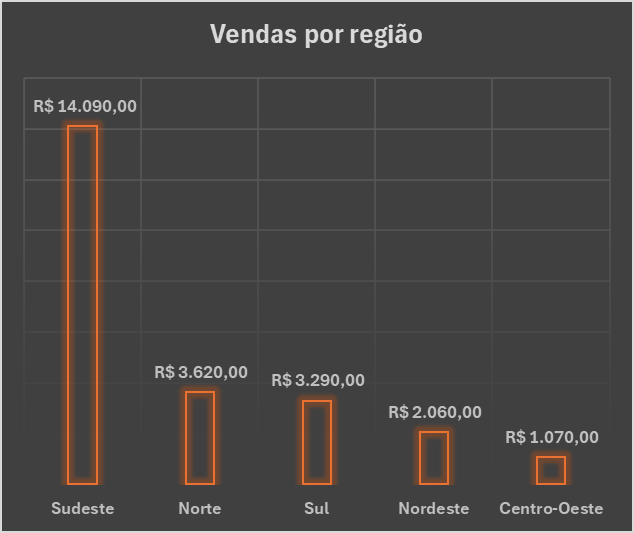 Vendas por região
R$ 14.090,00
R$ 3.620,00
R$ 3.290,00
R$ 2.060,00
R$ 1.070,00
Sudeste
Norte
Sul
Nordeste
Centro-Oeste